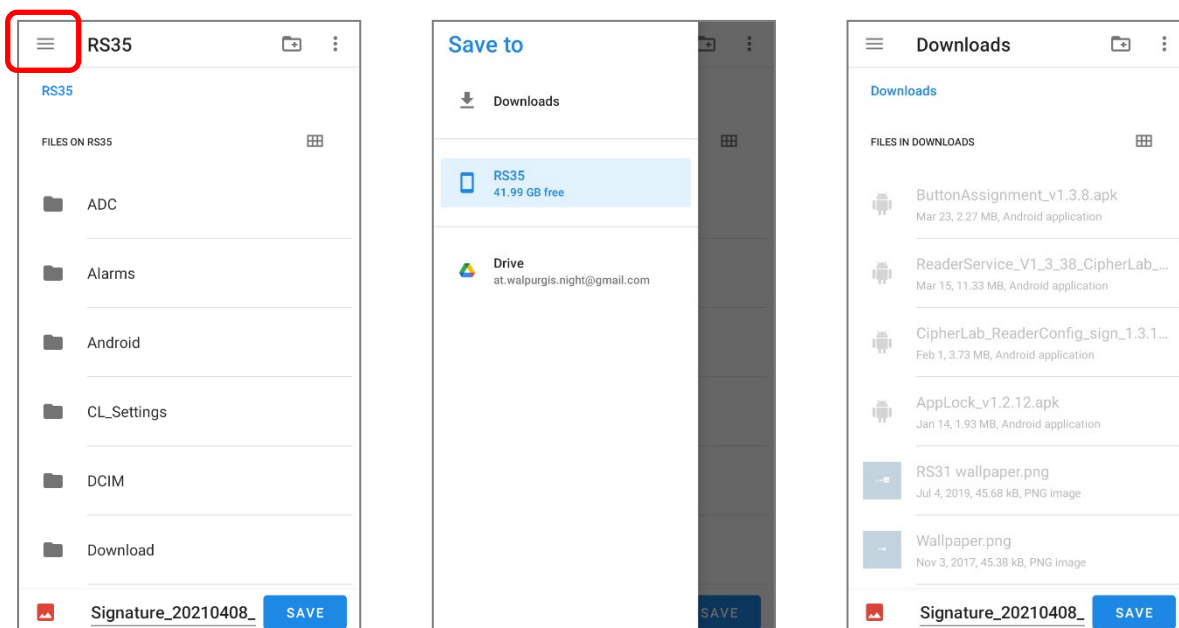 RS35
RS35
FILES ON RS35
ADC
Alarms
Android
CL_Settings
DCIM
Download
Signature_20210408_
SAVE
Save to
Downloads
RS35
41.99 GB free
Drive
at.walpurgis.night@gmail.com
SAVE
Downloads
Downloads
FILES IN DOWNLOADS
ButtonAssignment_v1.3.8.apk
Mar 23, 2.27 MB, Android application
ReaderService_V1_3_38_CipherLab_...
Mar 15, 11.33 MB, Android application
CipherLab_ReaderConfig_sign_1.3.1...
Feb 1, 3.73 MB, Android application
AppLock_v1.2.12.apk
Jan 14, 1.93 MB, Android application
RS31 wallpaper.png
Jul 4, 2019, 45.68 kB, PNG image
Wallpaper.png
Nov 3, 2017, 45.38 kB, PNG image
Signature_20210408_
SAVE